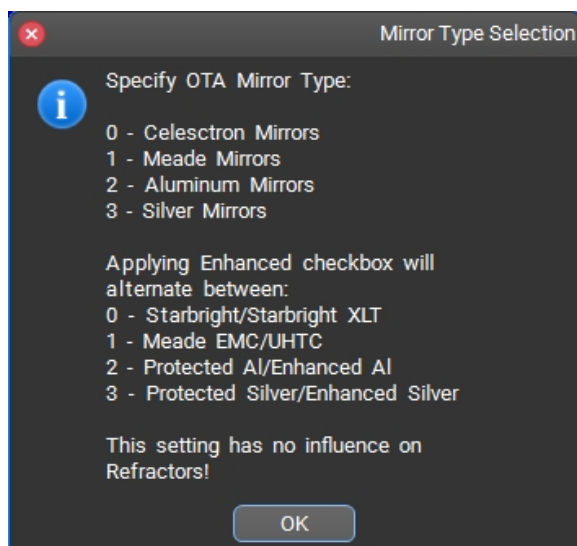 Mirror Type Selection
Specify OTA Mirror Type:
0 - Celesctron Mirrors
1 - Meade Mirrors
2 - Aluminum Mirrors
3 - Silver Mirrors
Applying Enhanced checkbox will
alternate between:
0 - Starbright/Starbright XLT
1 - Meade EMC/UHTC
2 - Protected Al/Enhanced Al
3 - Protected Silver/Enhanced Silver
This setting has no influence on
Refractors!
OK